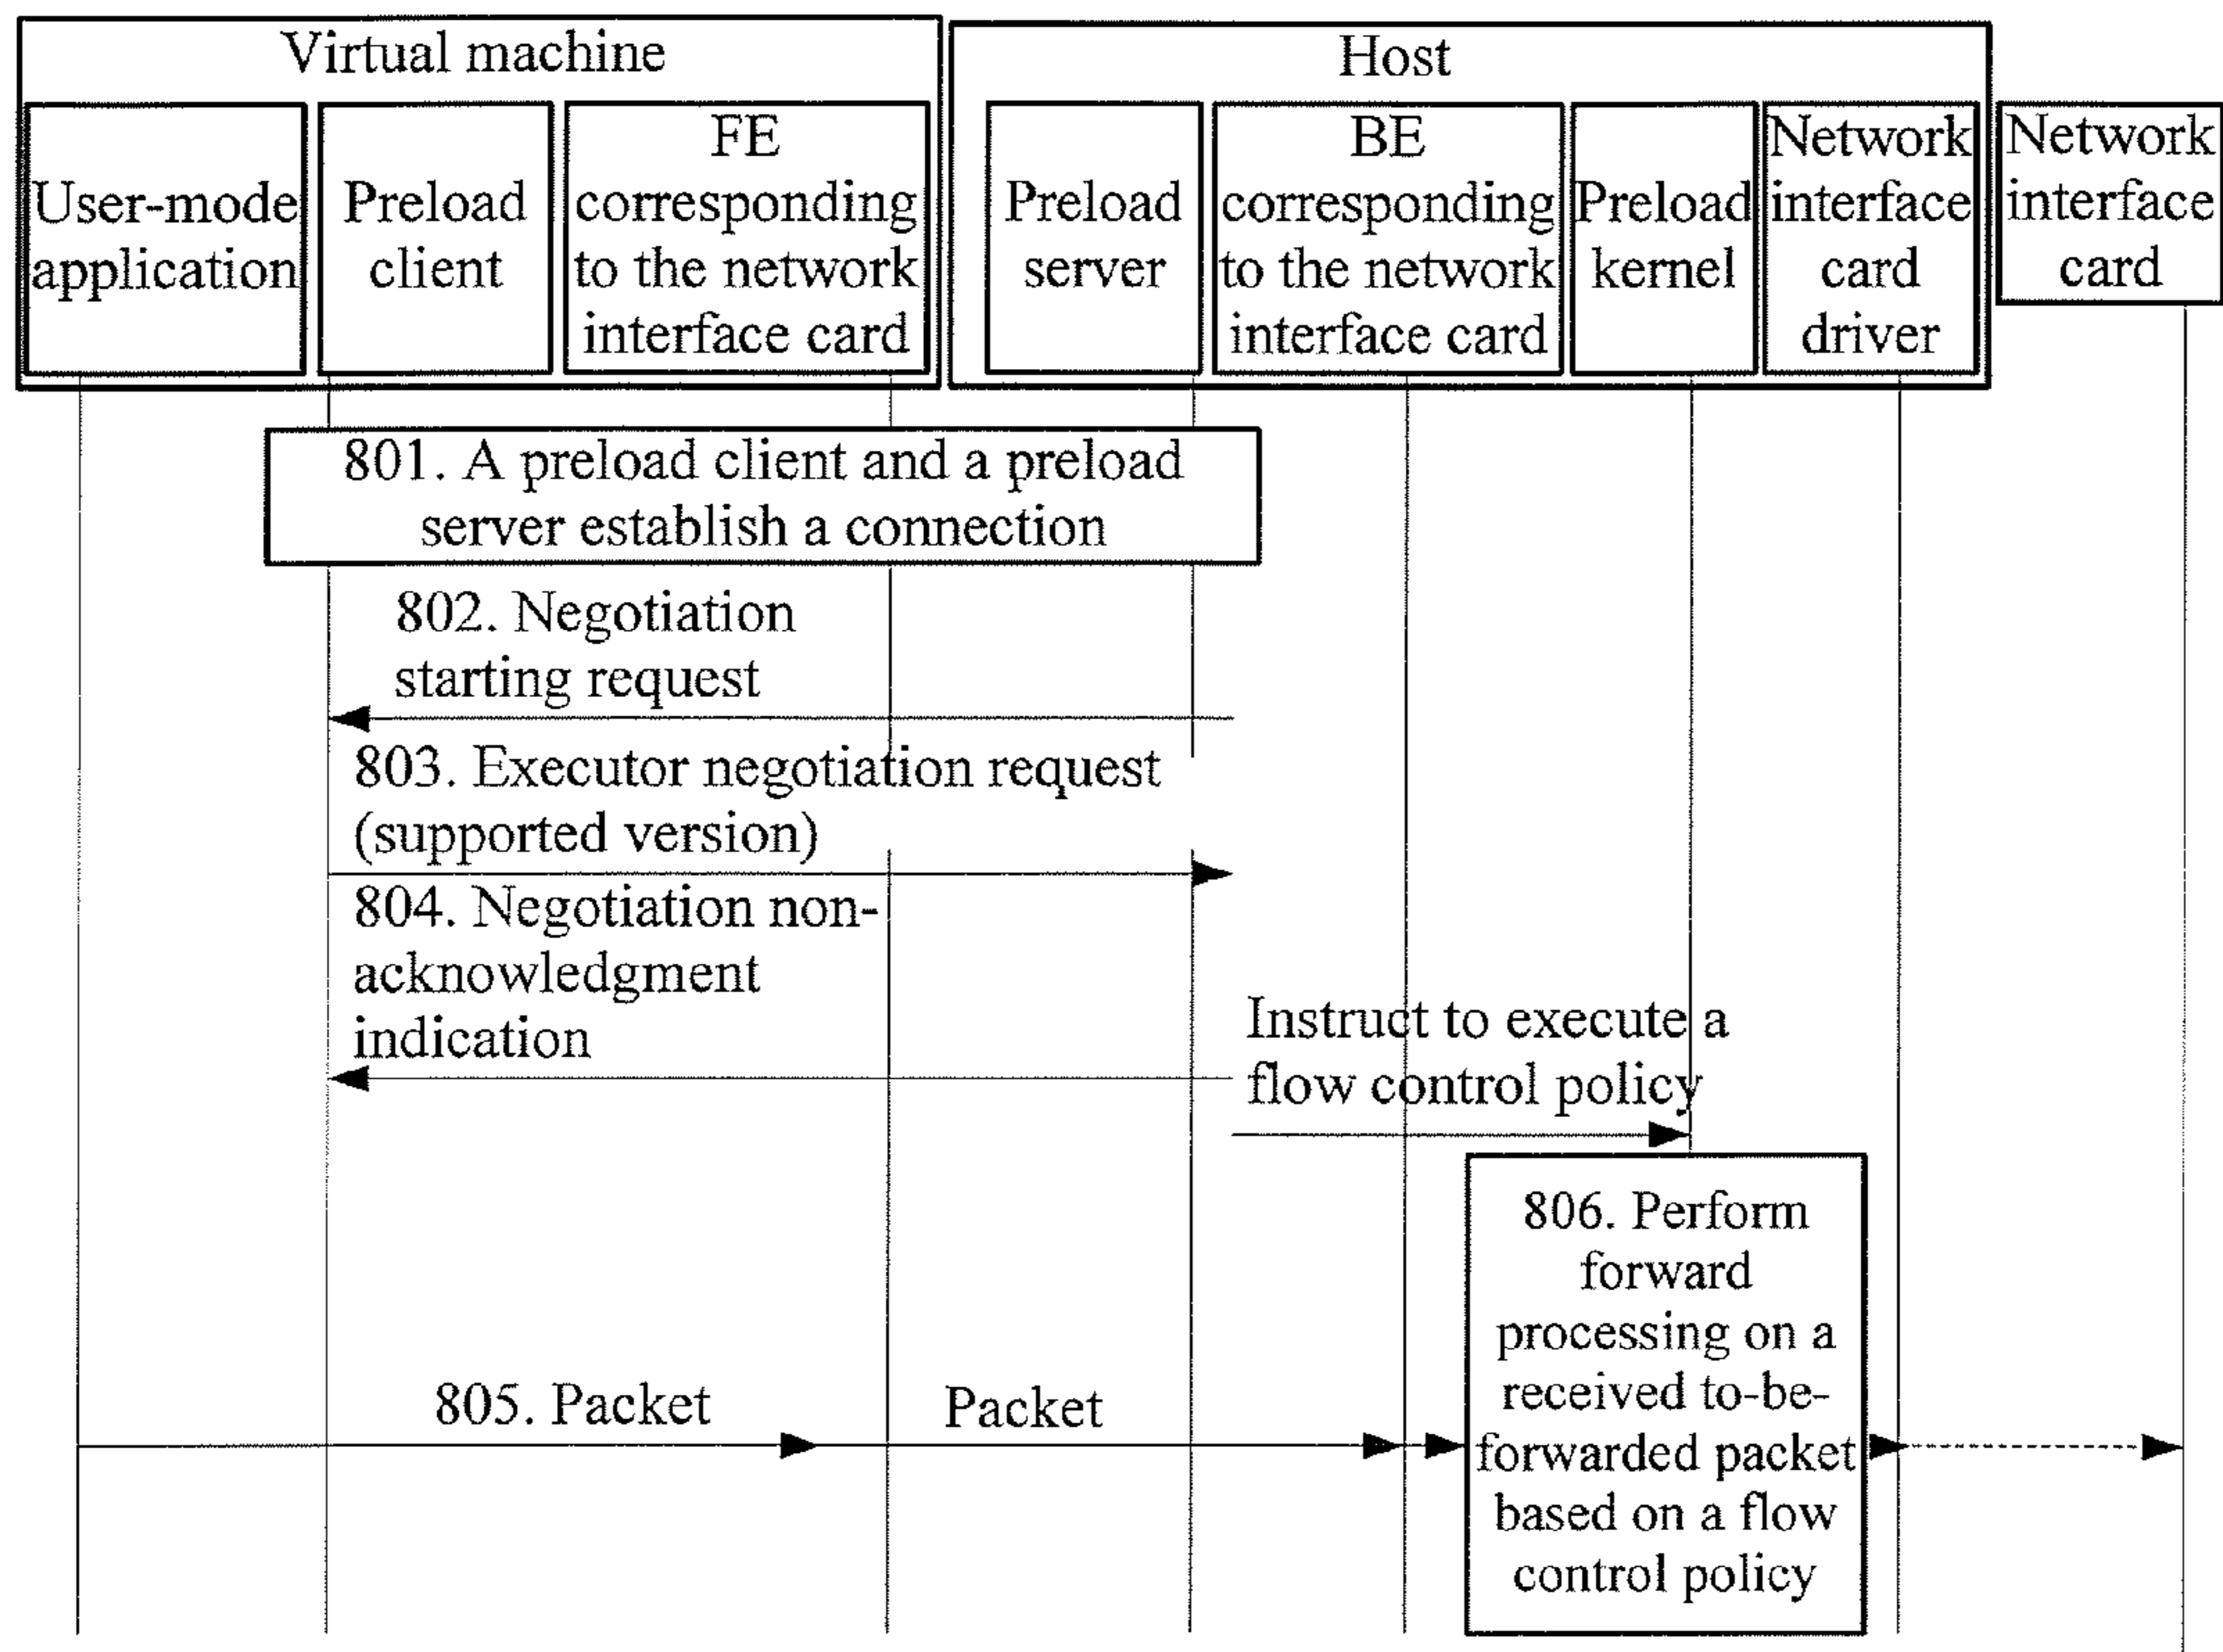 Virtual machine
Host
User-mode
application
Preload
client
FE
corresponding
to the network
interface card
Preload
server
BE
corresponding
to the network
interface card
Preload
kernel
Network
interface
card
driver
Network
interface
card
801. A preload client and a preload
server establish a connection
802. Negotiation
starting request
803. Executor negotiation request
(supported version)
804. Negotiation non-
acknowledgment
indication
Instruct to execute a
flow control policy
805. Packet
Packet
806. Perform
forward
processing on a
received to-be-
forwarded packet
based on a flow
control policy